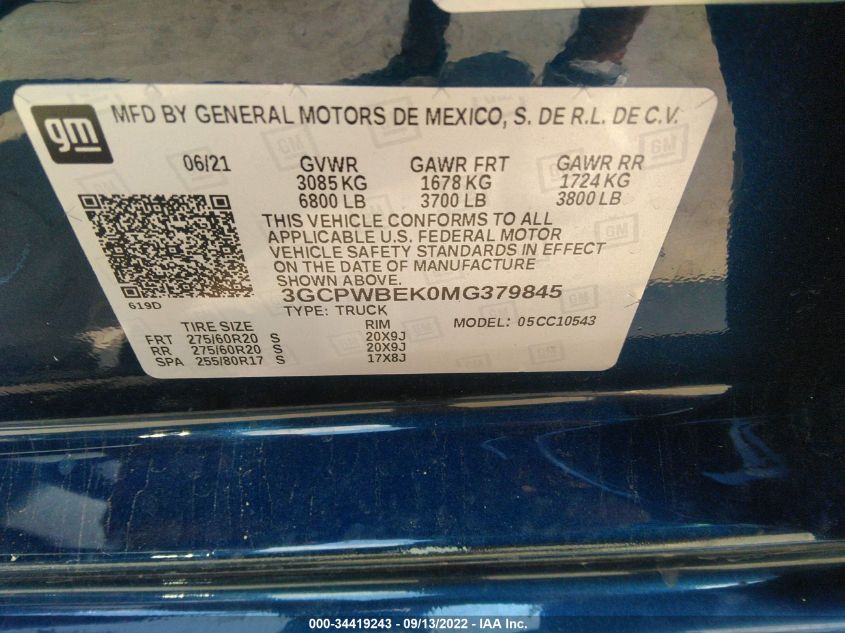 gm
MFD BY GENERAL MOTORS DE MEXICO, S. DE R.L. DE C.V.
06/21 GVWR GAWR FRT GAWR RR
3085 KG 1678 KG 1724 KG
6800 LB 3700 LB 3800 LB
THIS VEHICLE CONFORMS TO ALL
APPLICABLE U.S. FEDERAL MOTOR
VEHICLE SAFETY STANDARDS IN EFFECT
ON THE DATE OF MANUFACTURE
SHOWN ABOVE.
619D
3GCPWBEK0MG379845
TYPE: TRUCK MODEL: 05CC10543
TIRE SIZE RIM
FRT 275/60R20 S 20X9J
RR 275/60R20 S 20X9J
SPA 255/80R17 S 17X8J
000-34419243 - 09/13/2022 - IAA Inc.